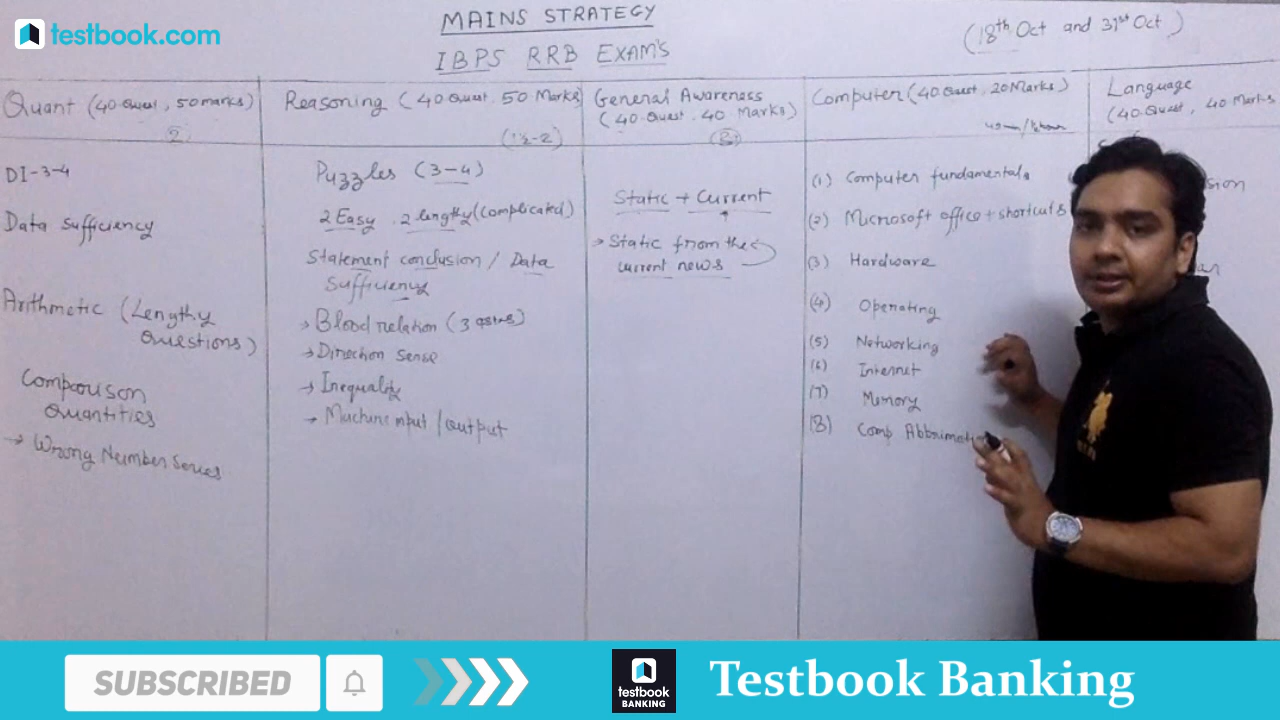 testbook.com
MAINS STRATEGY
IBPS RRB EXAM'S
(18th Oct and 31st Oct)
Quant (40 Quest, 50 marks)
2
DI-3-4
Data Sufficiency
Arithmetic (Lengthy
Questions)
Comparison
Quantities
→ Wrong Number Series
Reasoning (40 Quest, 50 Marks)
(1½-2)
Puzzles (3-4)
2 Easy, 2 lengthy (complicated)
Statement conclusion / Data
Sufficiency
→ Blood relation (3
→ Direction Sense
→ Inequality
→ Machine input / output
General Awareness
(40 Quest, 40 Marks)
Static + Current
→ Static from the
current news
Computer (40 Quest, 20 Marks)
(1) Computer fundamentals
(2) Microsoft office + shortcuts
(3) Hardware
(4) Operating
(5) Networking
(6) Internet
(7) Memory
(8) Comp
Language
(40 Quest, 40 Marks
SUBSCRIBED
testbook
BANKING
Testbook Banking